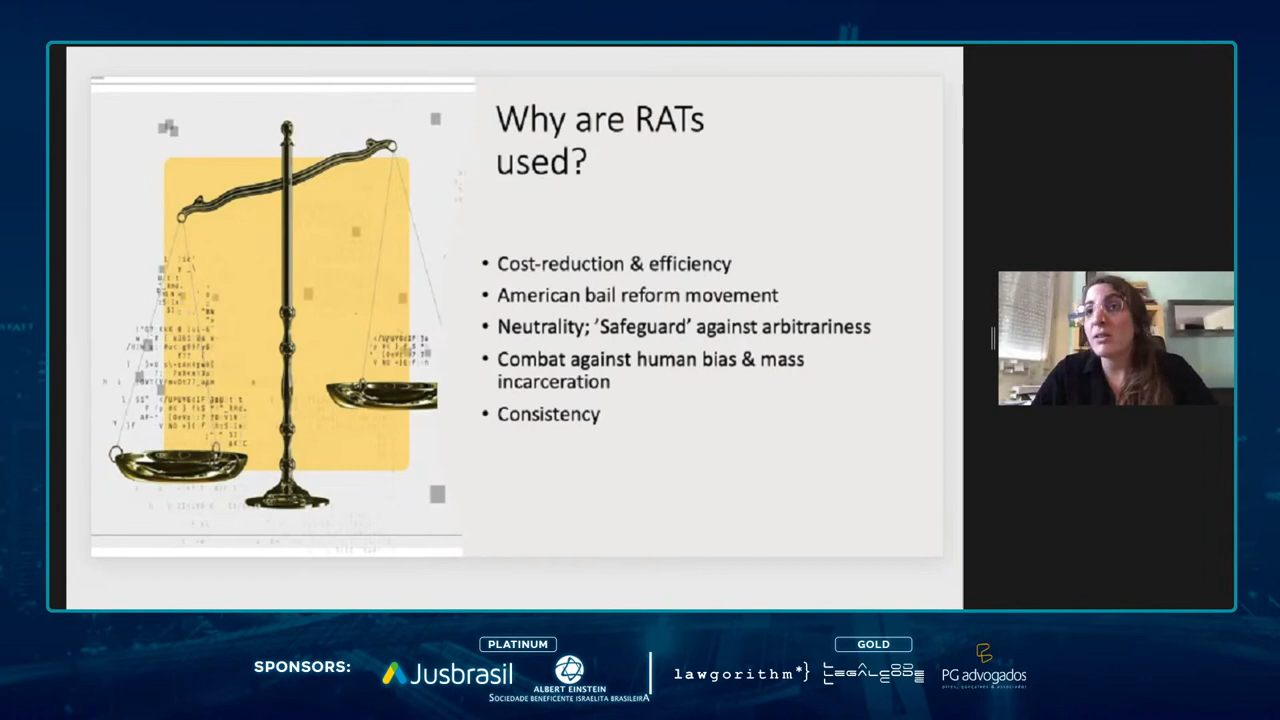 Why are RATs
used?
• Cost-reduction & efficiency
• American bail reform movement
• Neutrality; ’Safeguard’ against arbitrariness
• Combat against human bias & mass
incarceration
• Consistency
SPONSORS:
PLATINUM
Jusbrasil
ALBERT EINSTEIN
SOCIEDADE BENEFICENTE ISRAELITA BRASILEIRA
GOLD
lawgorithm*}
LEGALCODE
PG advogados